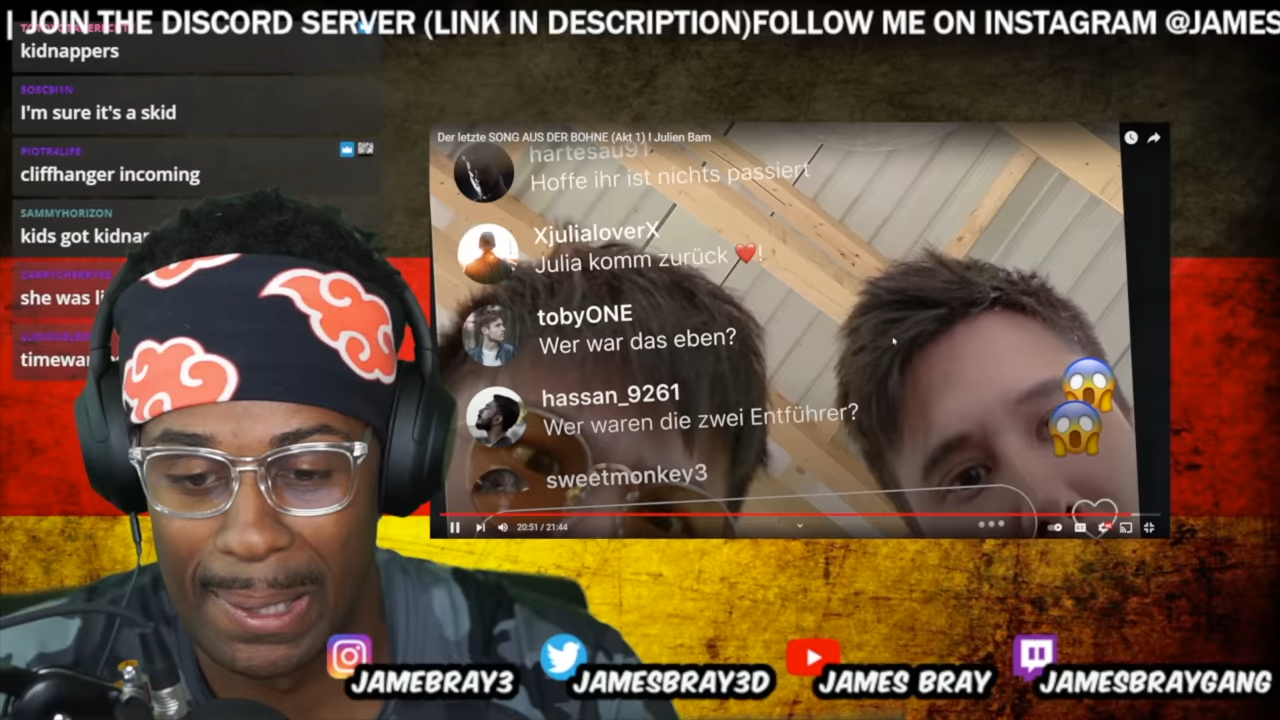 | JOIN THE DISCORD SERVER (LINK IN DESCRIPTION)FOLLOW ME ON INSTAGRAM @JAMES
kidnappers
SOSC9I1N
I'm sure it's a skid
PIOTR4LIFE
cliffhanger incoming
SAMMYHORIZON
kids got kidnap
she was li
timewar
Der letzte SONG AUS DER BOHNE (Akt 1) I Julien Bam
hartesau91
Hoffe ihr ist nichts passiert
XjulialoverX
Julia komm zurück ❤️!
tobyONE
Wer war das eben?
hassan_9261
Wer waren die zwei Entführer?
sweetmonkey3
20:51 / 21:44
JAMEBRAY3
JAMESBRAY3D
JAMES BRAY
JAMESBRAYGANG